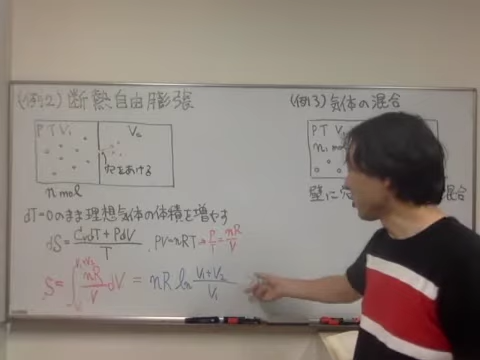 (例2) 断熱自由膨張
P T V₁
V₂
穴をあける
n mol
dT=0のまま理想気体の体積を増やす
dS = CvdT + PdV / T , PV=nRT → P/T = nR/V
S = ∫ V₁ V₁+V₂ nR/V dV = nR ln V₁+V₂ / V₁
(例3) 気体の混合
P T V₁
n₁ mol
壁に穴
混合